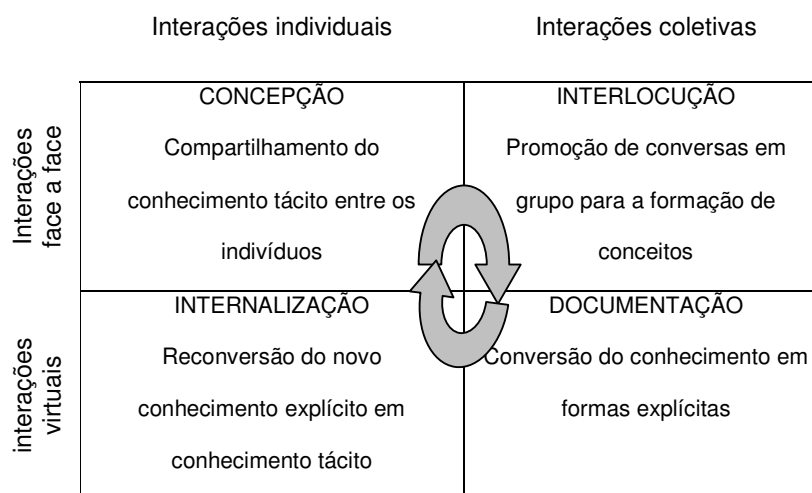 Interações individuais
Interações coletivas
Interações
face a face
CONCEPÇÃO
Compartilhamento do
conhecimento tácito entre os
indivíduos
INTERLOCUÇÃO
Promoção de conversas em
grupo para a formação de
conceitos
interações
virtuais
INTERNALIZAÇÃO
Reconversão do novo
conhecimento explícito em
conhecimento tácito
DOCUMENTAÇÃO
Conversão do conhecimento em
formas explícitas